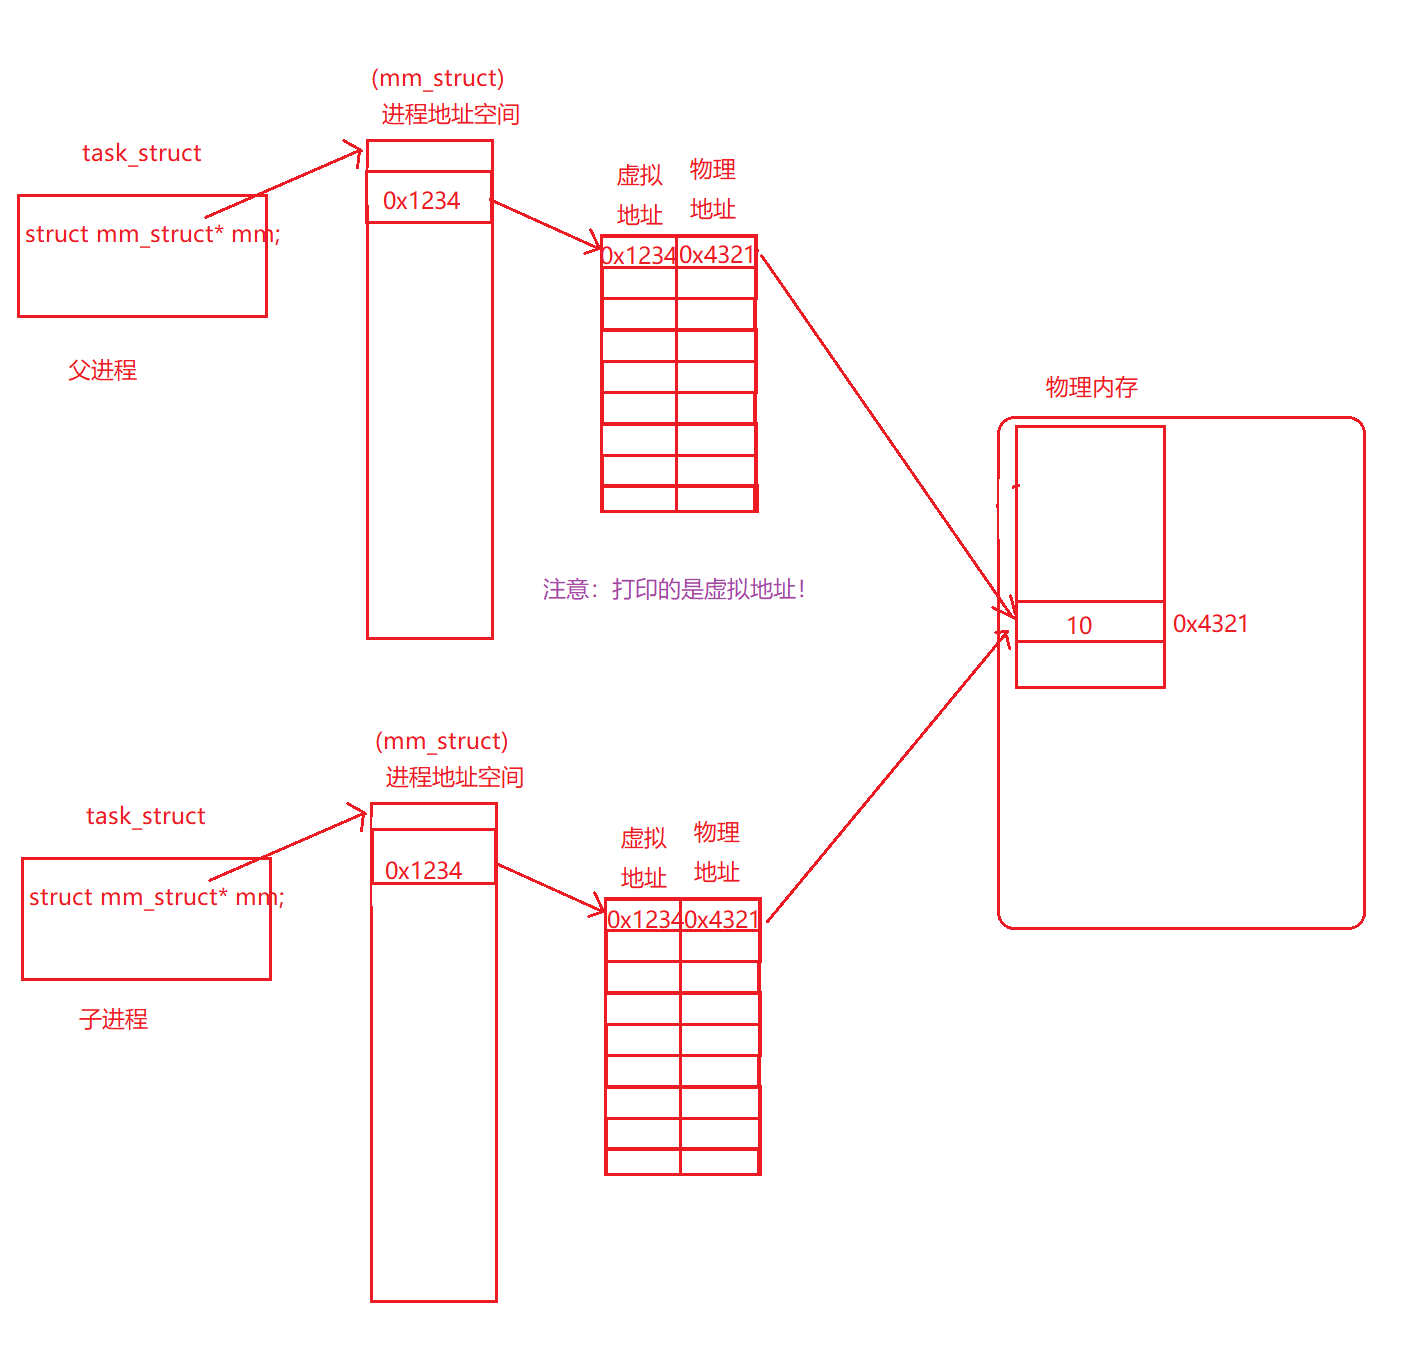 (mm_struct)
进程地址空间
task_struct
struct mm_struct* mm;
父进程
0x1234
虚拟
地址
物理
地址
0x1234
0x4321
注意：打印的是虚拟地址！
物理内存
10
0x4321
(mm_struct)
进程地址空间
task_struct
struct mm_struct* mm;
子进程
0x1234
虚拟
地址
物理
地址
0x1234
0x4321